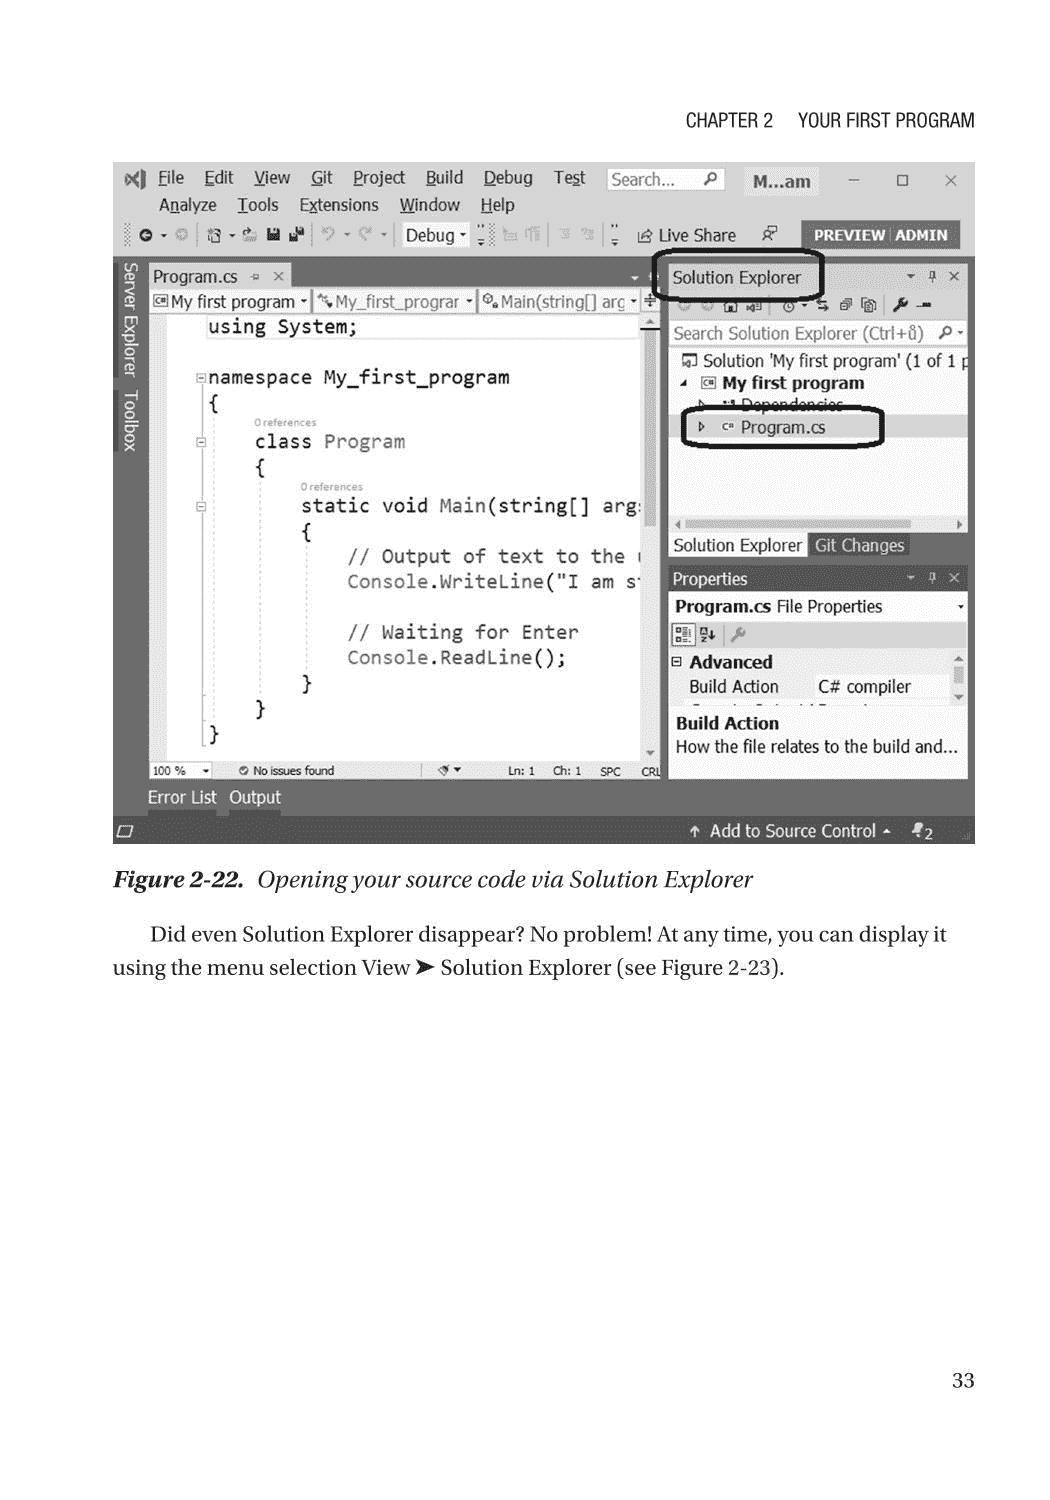 CHAPTER 2 YOUR FIRST PROGRAM
File Edit View Git Project Build Debug Test Search... M...am
Analyze Tools Extensions Window Help
Debug Live Share PREVIEW ADMIN
Server Explorer
Toolbox
Program.cs
My first program My_first_prograr Main(string[] arg
using System;
namespace My_first_program
{
0 references
class Program
{
0 references
static void Main(string[] arg
{
// Output of text to the
Console.WriteLine("I am s
// Waiting for Enter
Console.ReadLine();
}
}
}
100 % No issues found Ln: 1 Ch: 1 SPC CRL
Solution Explorer
Search Solution Explorer (Ctrl+ů)
Solution 'My first program' (1 of 1 p
My first program
Dependencies
Program.cs
Solution Explorer Git Changes
Properties
Program.cs File Properties
Advanced
Build Action C# compiler
Build Action
How the file relates to the build and...
Error List Output
Add to Source Control 2
Figure 2-22. Opening your source code via Solution Explorer
Did even Solution Explorer disappear? No problem! At any time, you can display it
using the menu selection View ➤ Solution Explorer (see Figure 2-23).
33